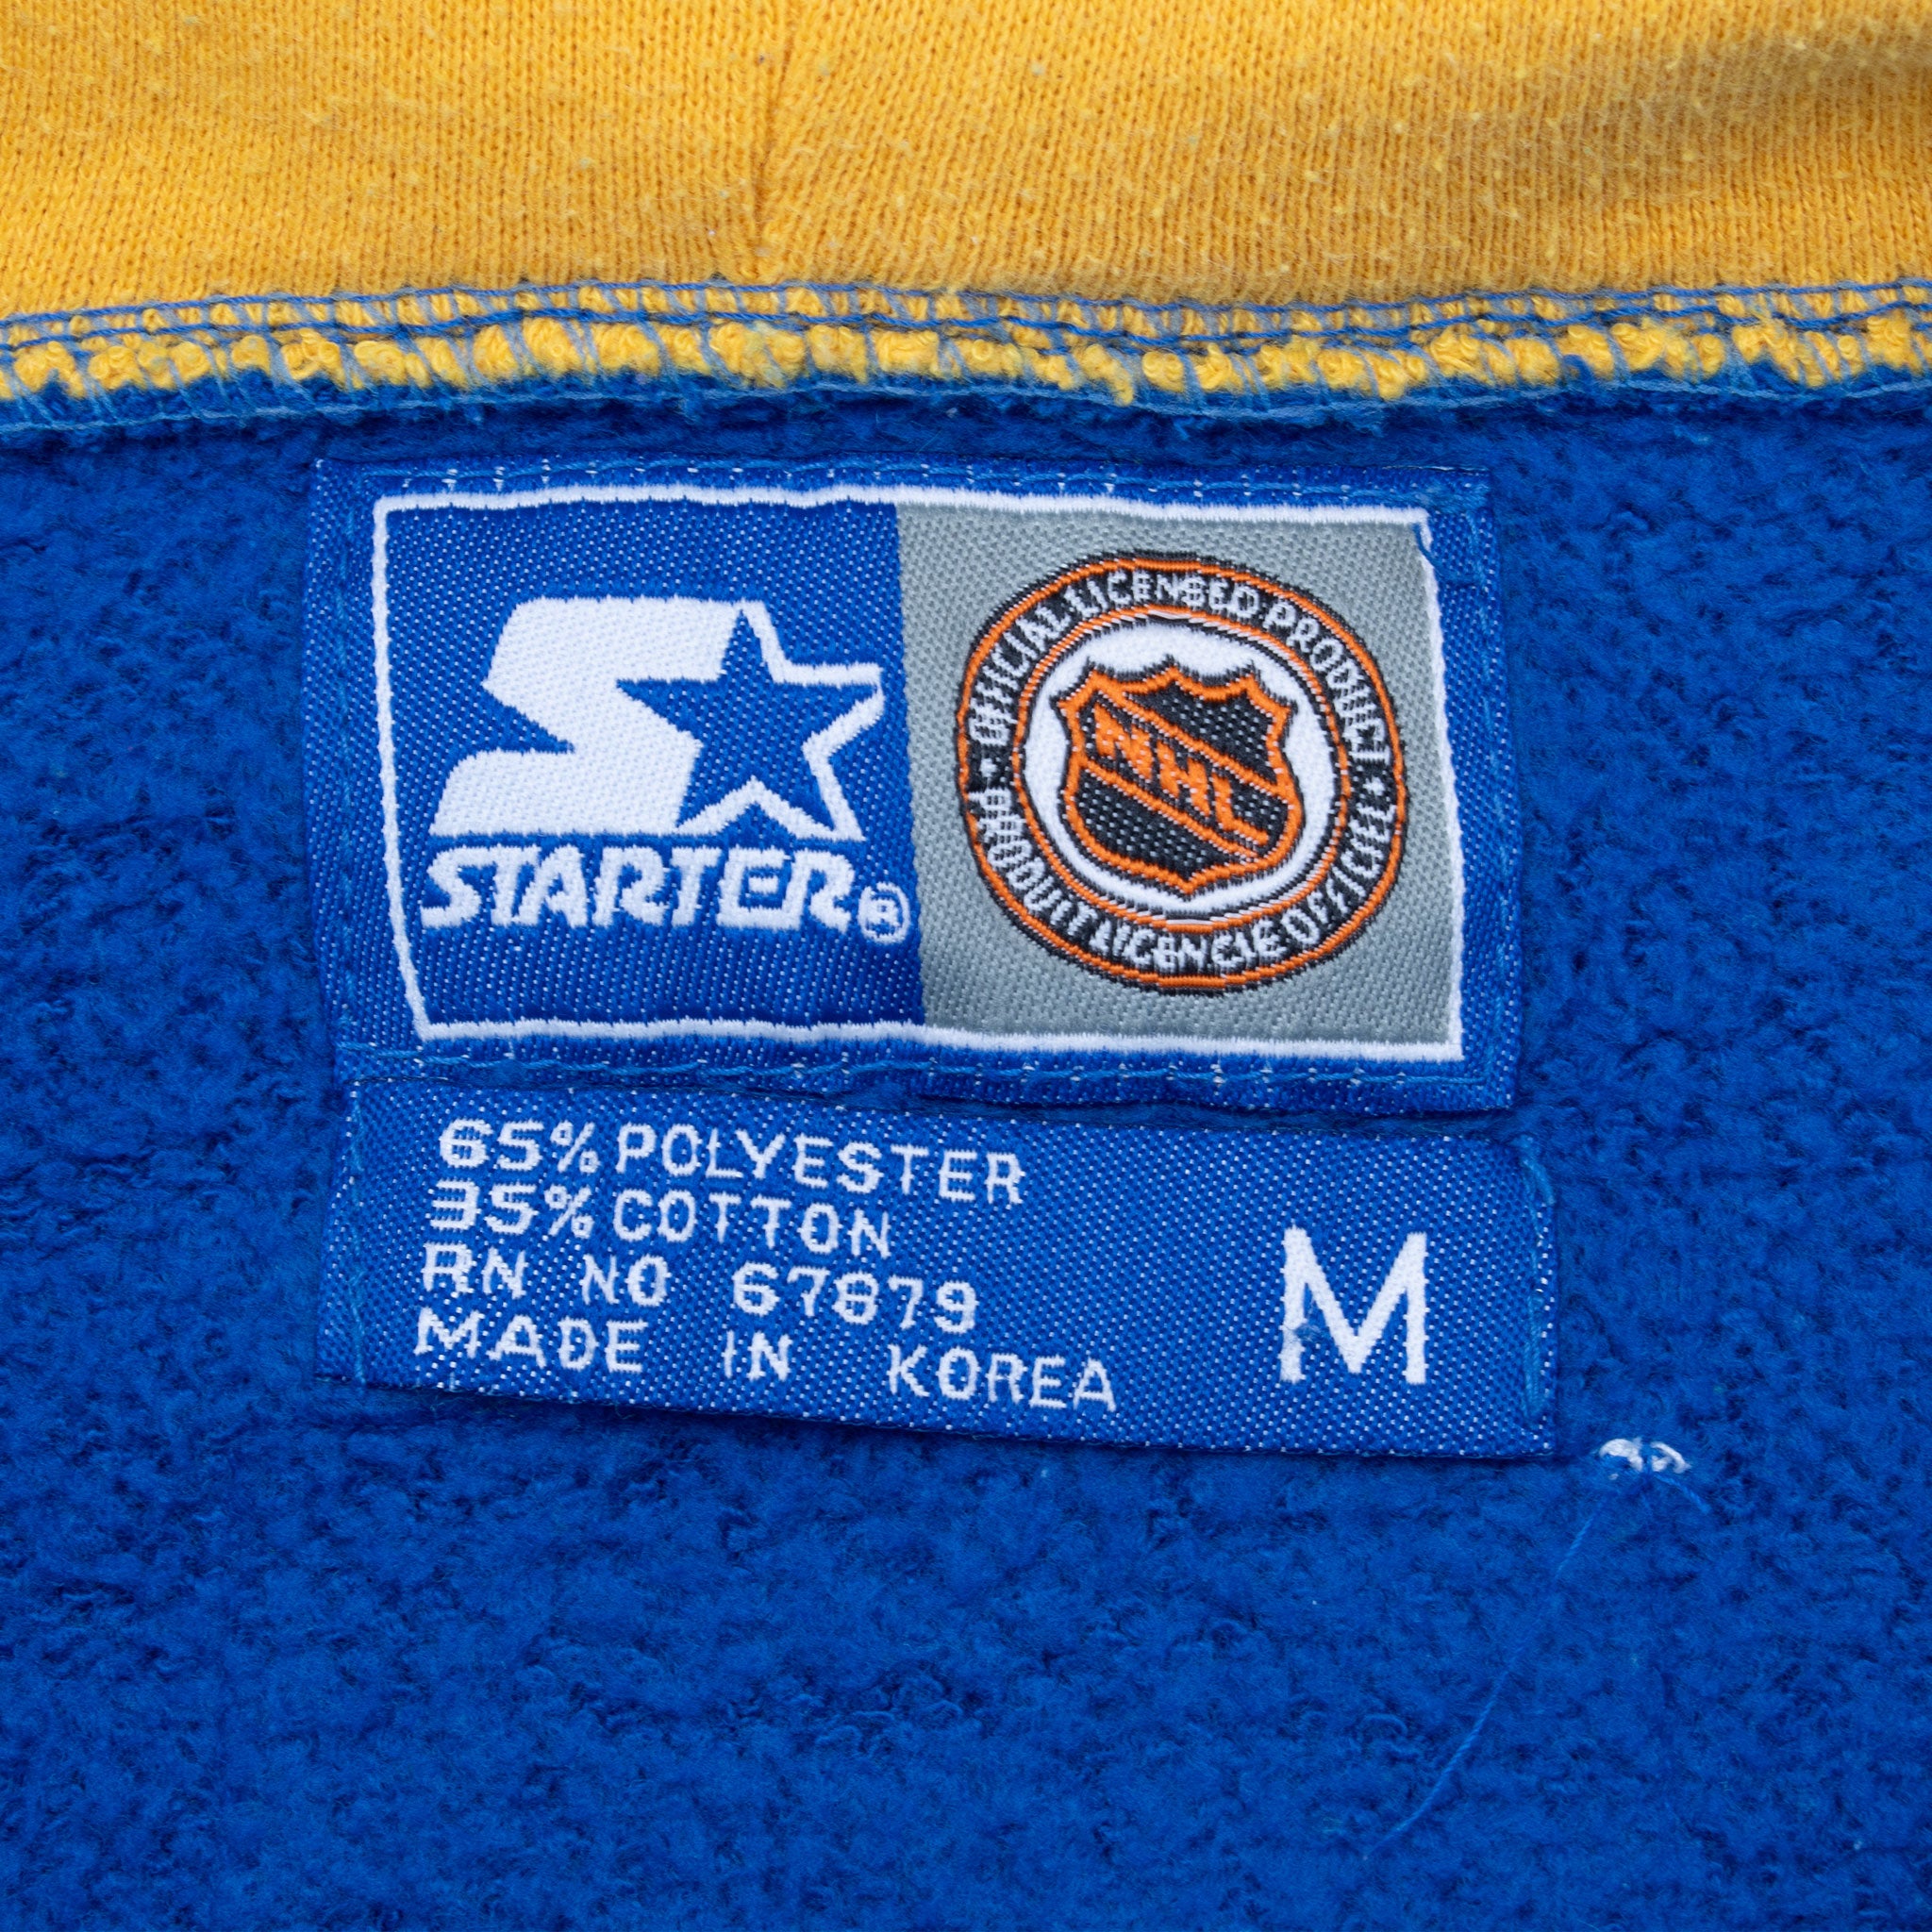 STARTER®
OFFICIAL LICENSED PRODUCT
NHL
PRODUIT LICENCIE OFFICIEL
65% POLYESTER
35% COTTON
RN NO 67879
MADE IN KOREA
M